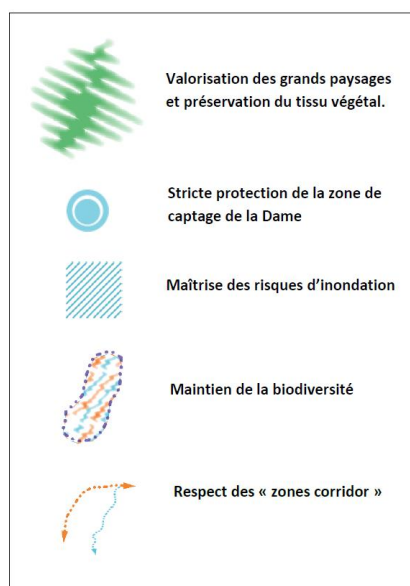 Valorisation des grands paysages
et préservation du tissu végétal.
Stricte protection de la zone de
captage de la Dame
Maîtrise des risques d'inondation
Maintien de la biodiversité
Respect des « zones corridor »